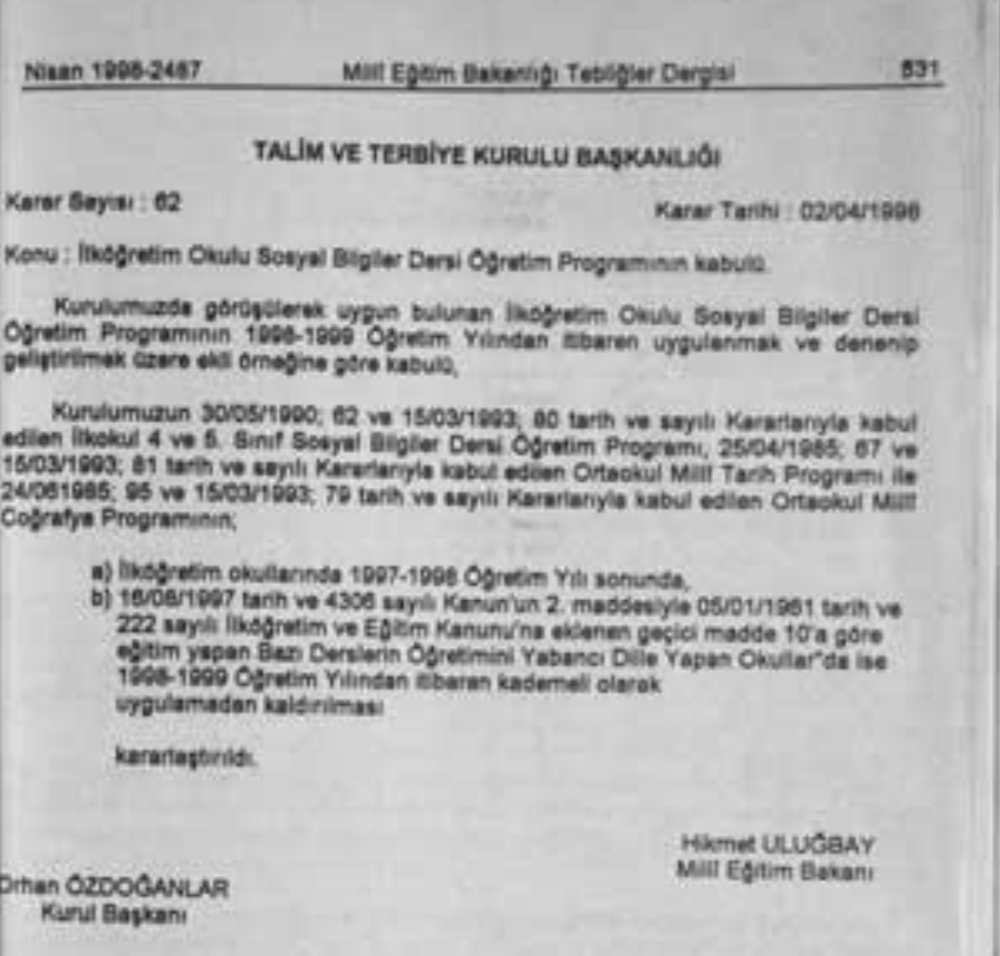 Nisan 1998-2487 Millî Eğitim Bakanlığı Tebliğler Dergisi 531
TALİM VE TERBİYE KURULU BAŞKANLIĞI
Karar Sayısı : 62 Karar Tarihi : 02/04/1998
Konu : İlköğretim Okulu Sosyal Bilgiler Dersi Öğretim Programının kabulü.
Kurulumuzda görüşülerek uygun bulunan İlköğretim Okulu Sosyal Bilgiler Dersi
Öğretim Programının 1998-1999 Öğretim Yılından itibaren uygulanmak ve denenip
geliştirilmek üzere ekli örneğine göre kabulü,
Kurulumuzun 30/05/1990; 62 ve 15/03/1993; 80 tarih ve sayılı Kararlarıyla kabul
edilen İlkokul 4 ve 5. Sınıf Sosyal Bilgiler Dersi Öğretim Programı, 25/04/1985; 67 ve
15/03/1993; 81 tarih ve sayılı Kararlarıyla kabul edilen Ortaokul Millî Tarih Programı ile
24/061985; 95 ve 15/03/1993; 79 tarih ve sayılı Kararlarıyla kabul edilen Ortaokul Millî
Coğrafya Programının;
a) İlköğretim okullarında 1997-1998 Öğretim Yılı sonunda,
b) 16/08/1997 tarih ve 4306 sayılı Kanun'un 2. maddesiyle 05/01/1961 tarih ve
222 sayılı İlköğretim ve Eğitim Kanunu'na eklenen geçici madde 10'a göre
eğitim yapan Bazı Derslerin Öğretimini Yabancı Dille Yapan Okullar"da ise
1998-1999 Öğretim Yılından itibaren kademeli olarak
uygulamadan kaldırılması
kararlaştırıldı.
Hikmet ULUĞBAY
Millî Eğitim Bakanı
Orhan ÖZDOĞANLAR
Kurul Başkanı